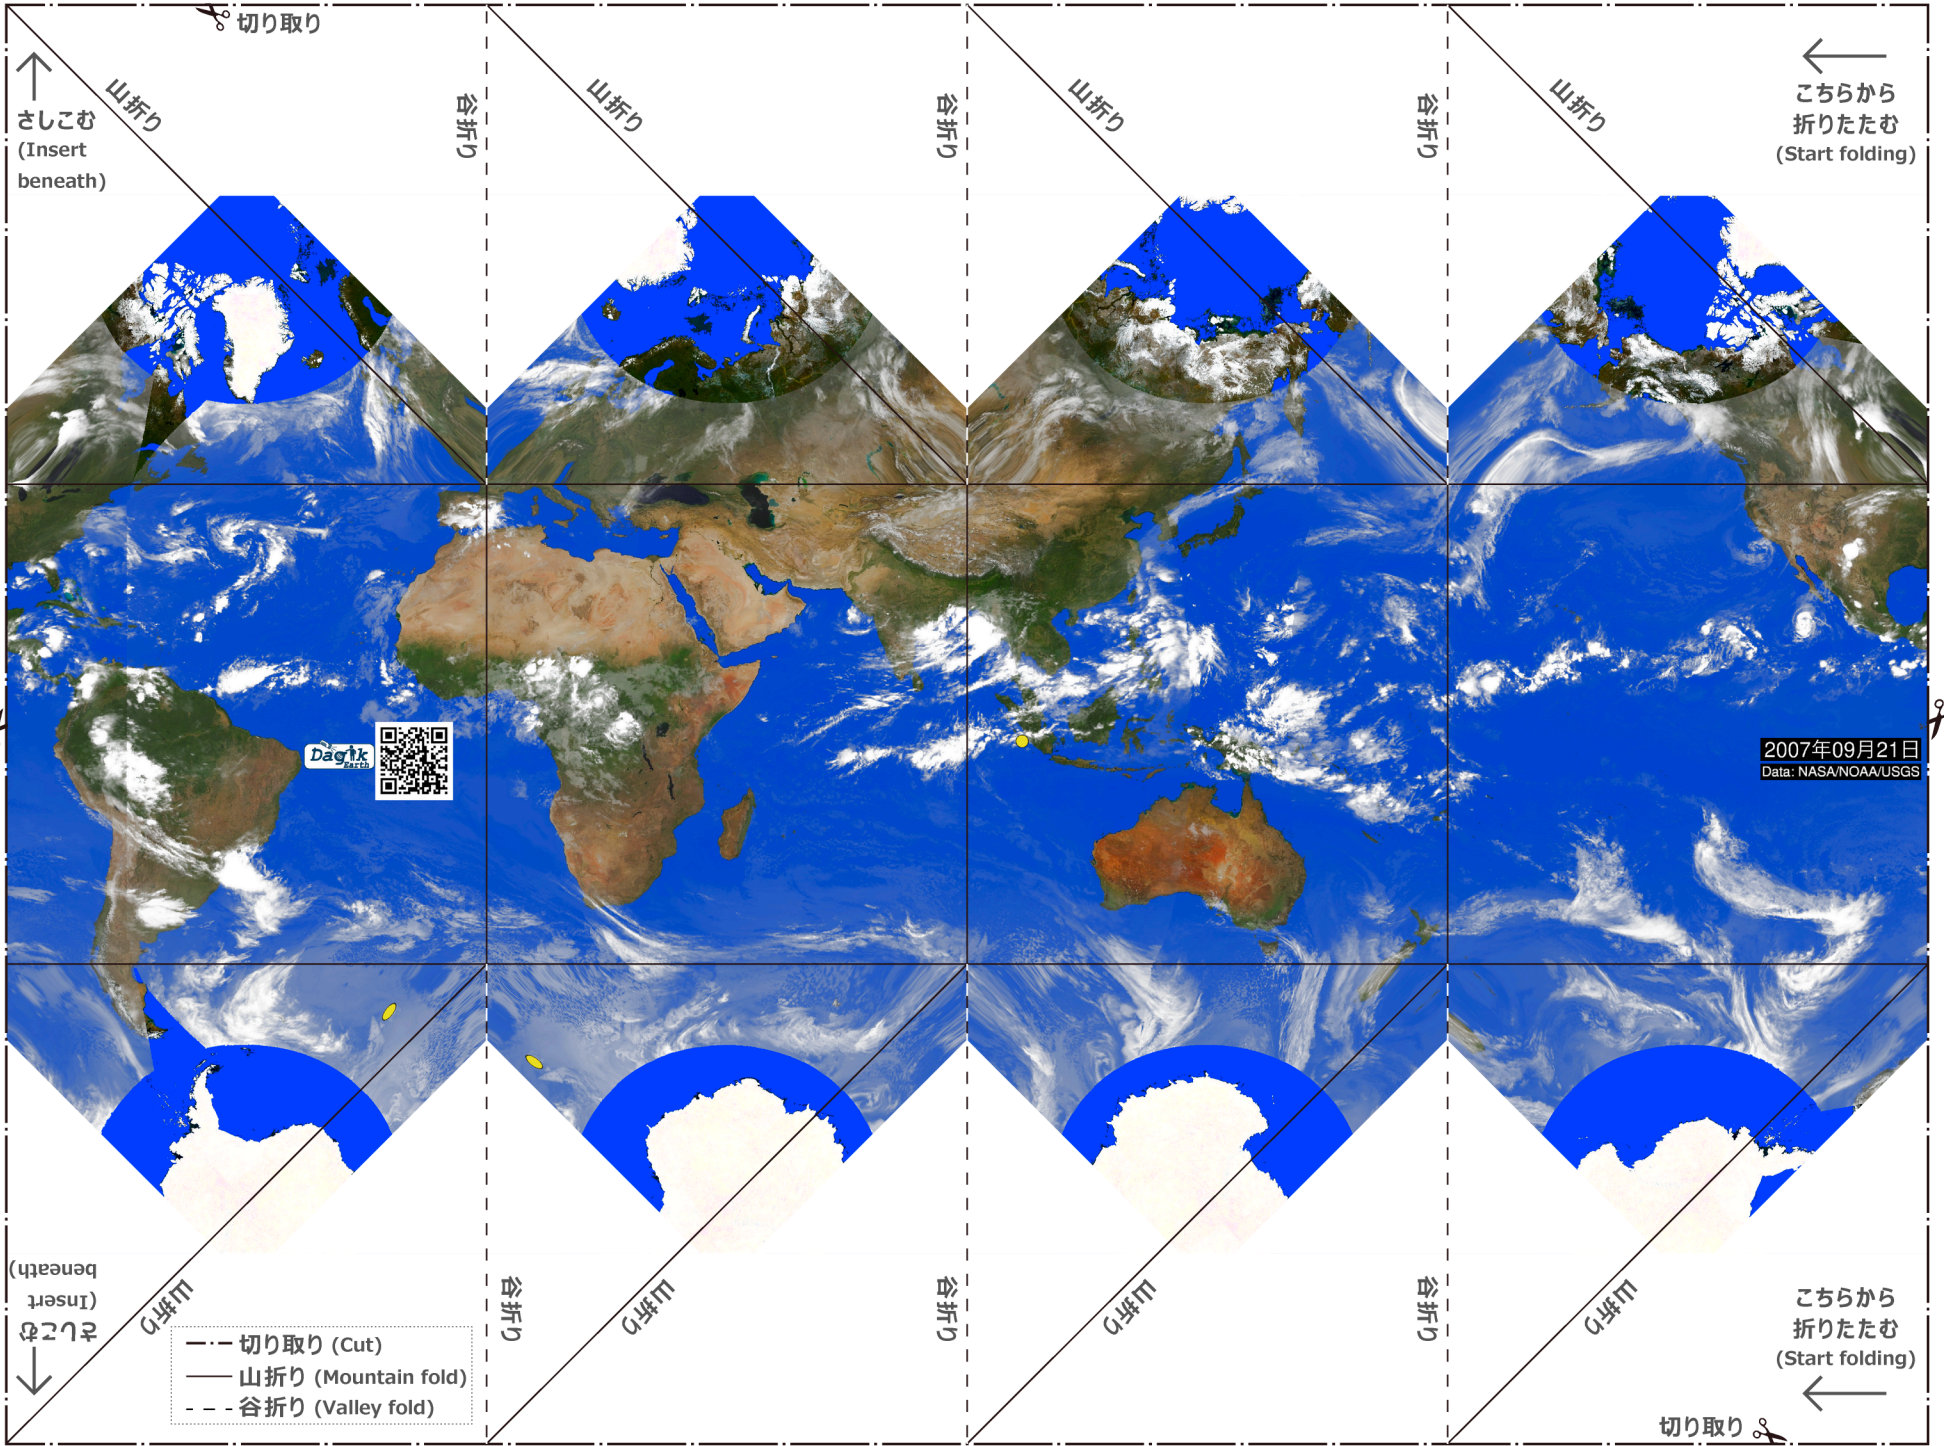 切り取り
山折り
谷折り
山折り
谷折り
山折り
谷折り
山折り
さしこむ
(Insert
beneath)
こちらから
折りたたむ
(Start folding)
Dagik
Earth
2007年09月21日
Data: NASA/NOAA/USGS
さしこむ
(Insert
beneath)
山折り
谷折り
山折り
谷折り
山折り
谷折り
山折り
こちらから
折りたたむ
(Start folding)
切り取り (Cut)
山折り (Mountain fold)
谷折り (Valley fold)
切り取り